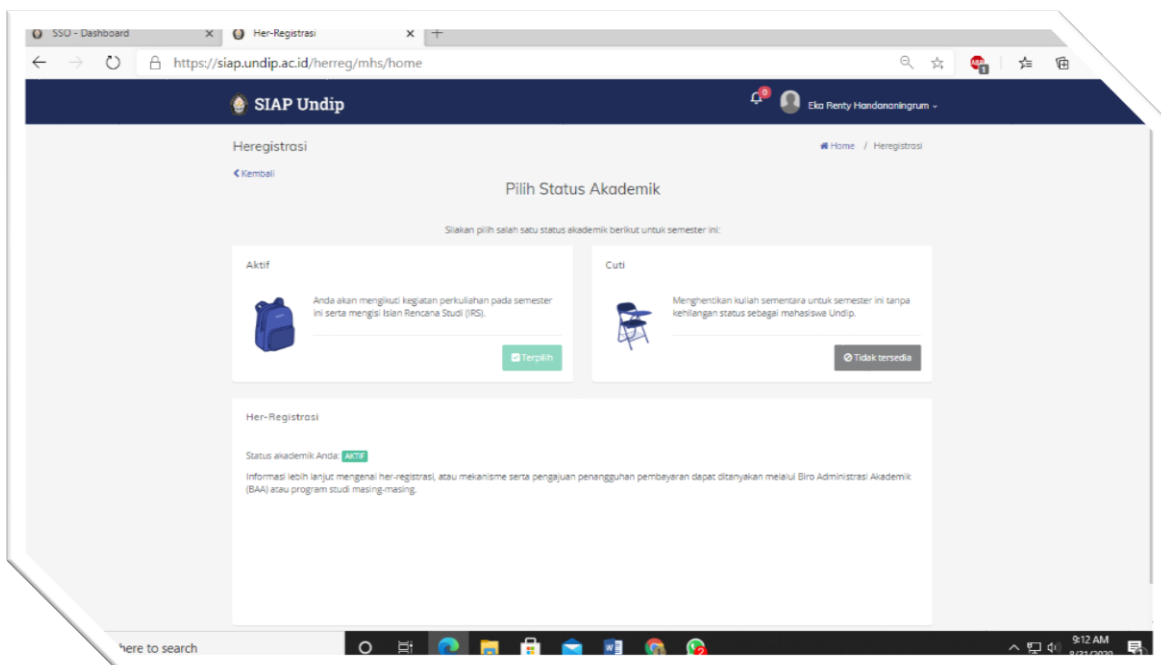 SSO - Dashboard
Her-Registrasi
https://siap.undip.ac.id/herreg/mhs/home
SIAP Undip
0
Eka Renty Handananingrum
Heregistrasi
Home / Heregistrasi
Kembali
Pilih Status Akademik
Silakan pilih salah satu status akademik berikut untuk semester ini:
Aktif
Anda akan mengikuti kegiatan perkuliahan pada semester
ini serta mengisi Isian Rencana Studi (IRS).
Terpilih
Cuti
Menghentikan kuliah sementara untuk semester ini tanpa
kehilangan status sebagai mahasiswa Undip.
Tidak tersedia
Her-Registrasi
Status akademik Anda: AKTIF
Informasi lebih lanjut mengenai her-registrasi, atau mekanisme serta pengajuan penangguhan pembayaran dapat ditanyakan melalui Biro Administrasi Akademik
(BAA) atau program studi masing-masing.
here to search
9:12 AM
8/31/2020